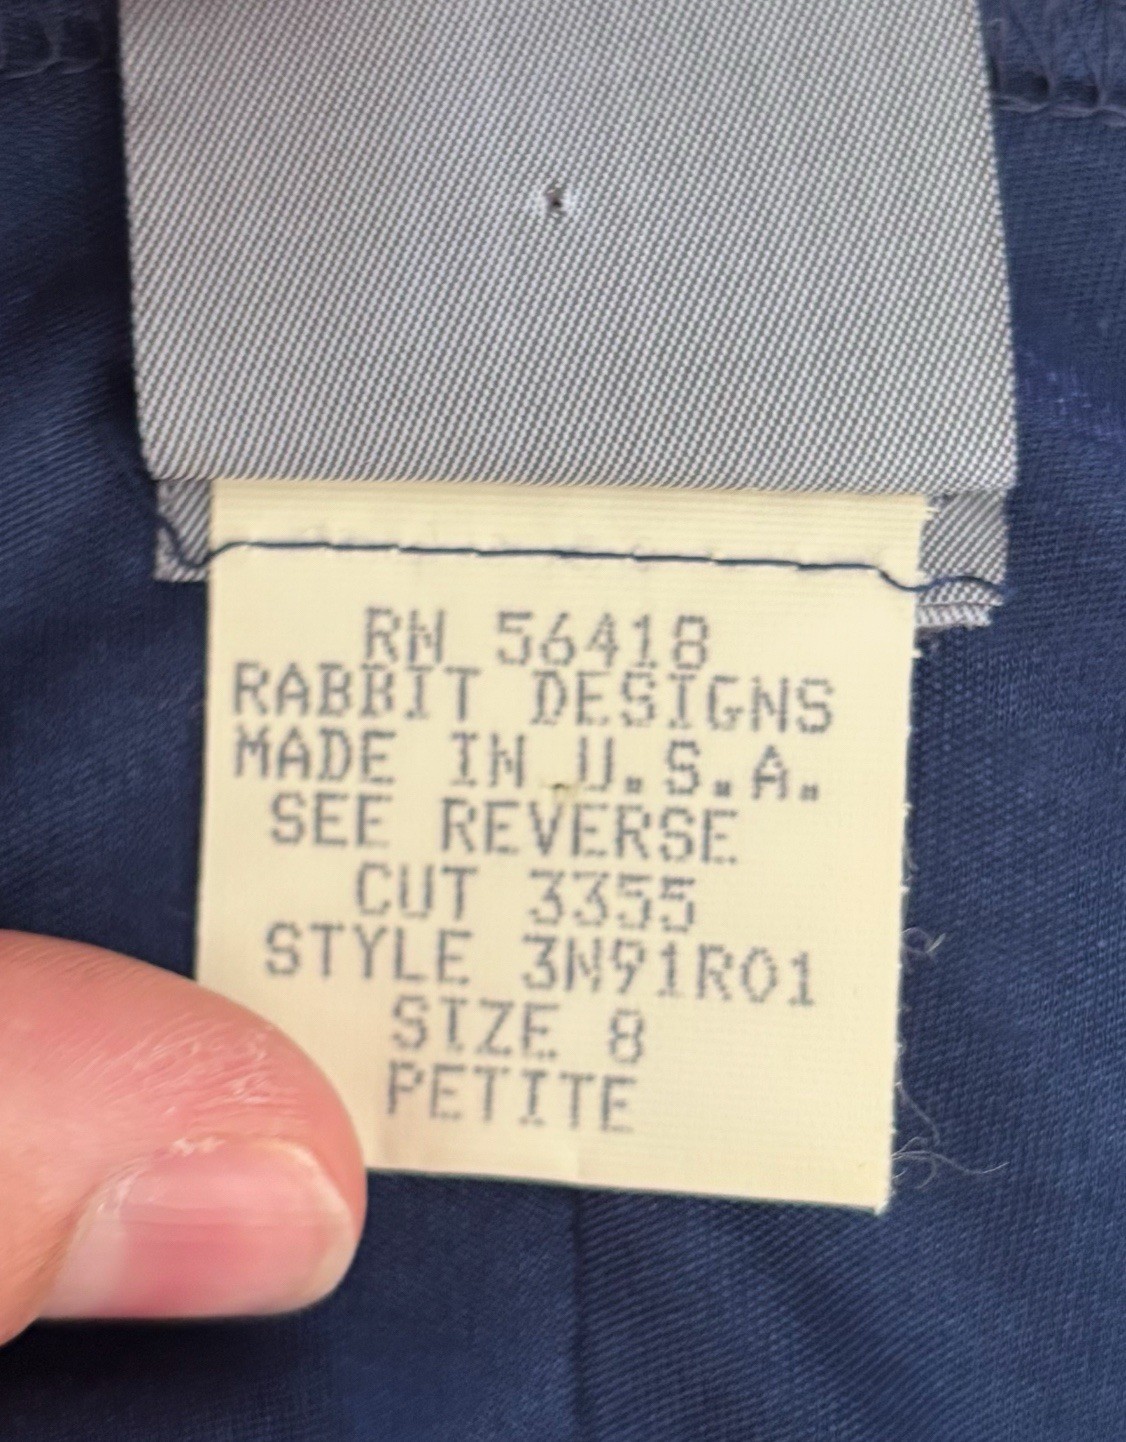 RN 56418
RABBIT DESIGNS
MADE IN U.S.A.
SEE REVERSE
CUT 3355
STYLE 3N91R01
SIZE 8
PETITE